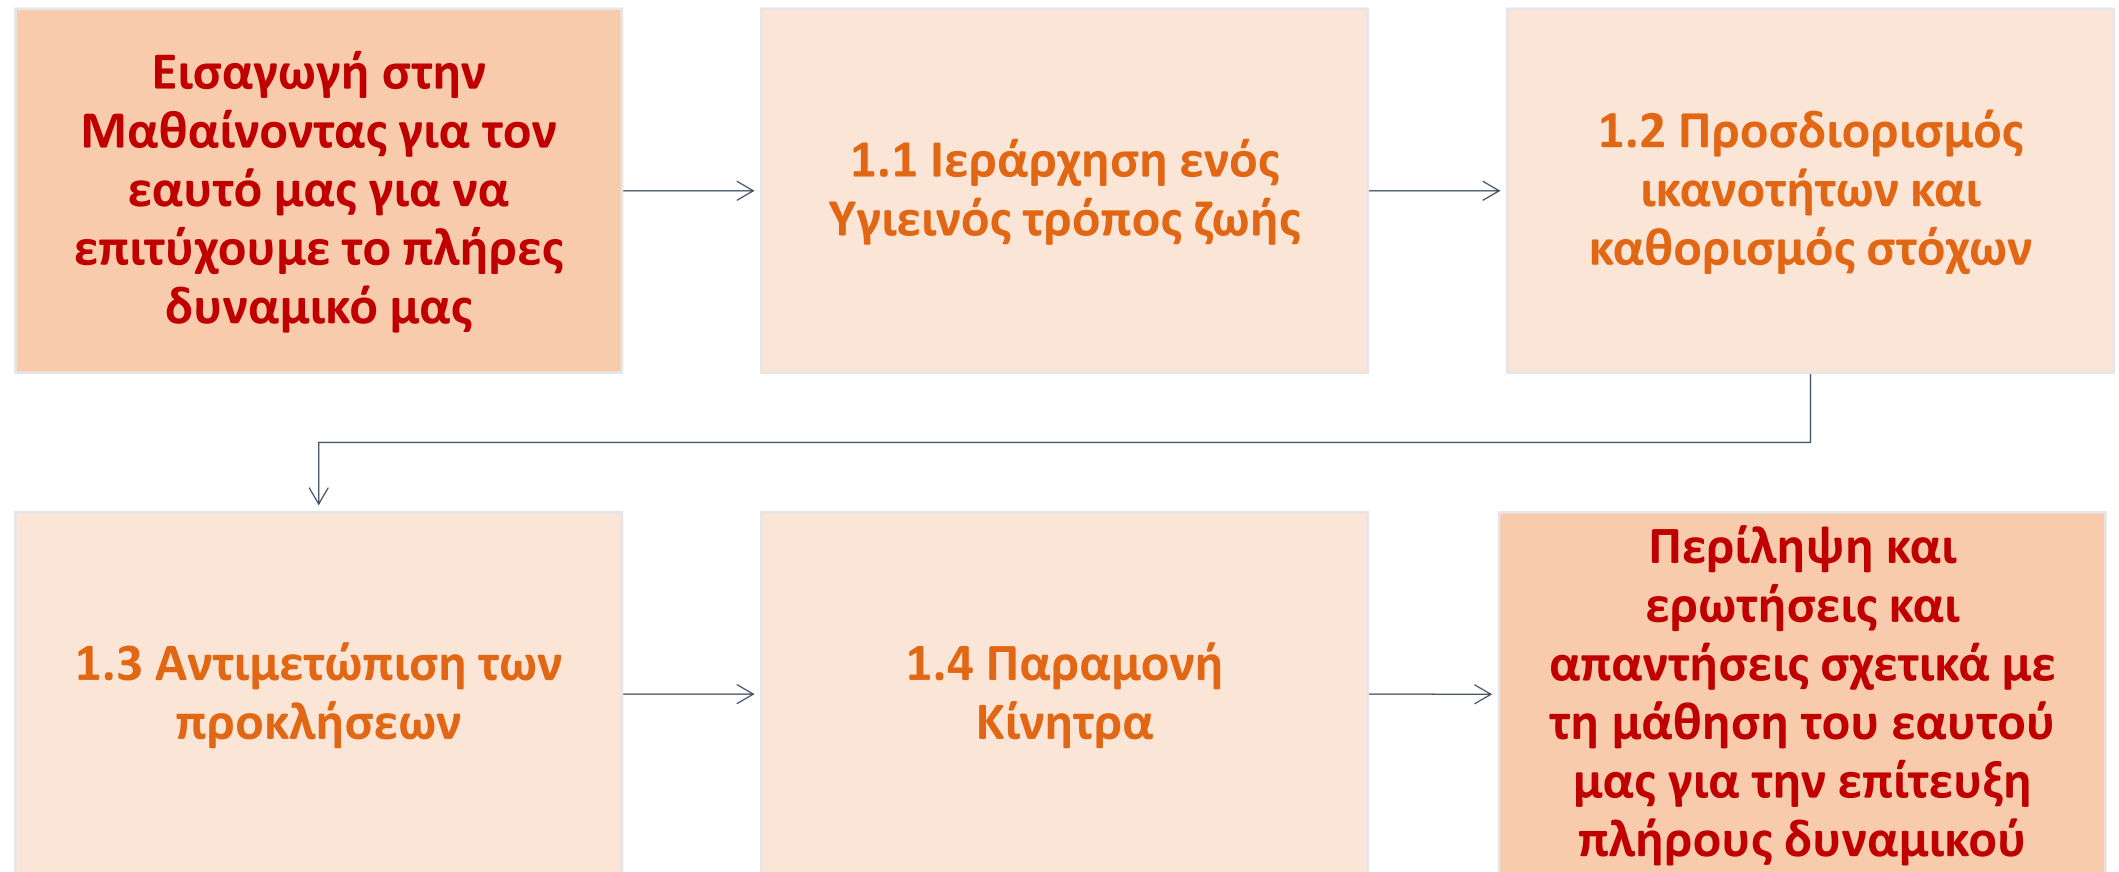 Εισαγωγή στην
Μαθαίνοντας για τον
εαυτό μας για να
επιτύχουμε το πλήρες
δυναμικό μας
1.1 Ιεράρχηση ενός
Υγιεινός τρόπος ζωής
1.2 Προσδιορισμός
ικανοτήτων και
καθορισμός στόχων
1.3 Αντιμετώπιση των
προκλήσεων
1.4 Παραμονή
Κίνητρα
Περίληψη και
ερωτήσεις και
απαντήσεις σχετικά με
τη μάθηση του εαυτού
μας για την επίτευξη
πλήρους δυναμικού